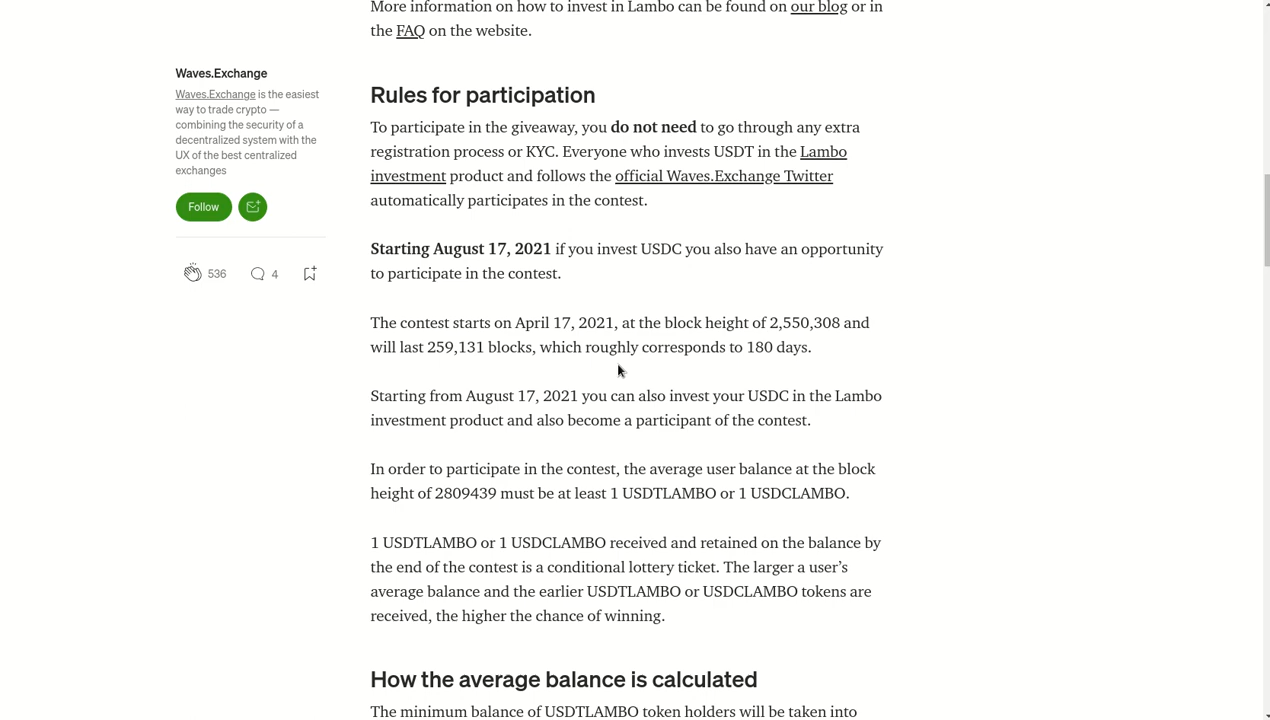 More information on how to invest in Lambo can be found on our blog or in
the FAQ on the website.
Waves.Exchange
Waves.Exchange is the easiest
way to trade crypto —
combining the security of a
decentralized system with the
UX of the best centralized
exchanges
Follow
536
4
Rules for participation
To participate in the giveaway, you do not need to go through any extra
registration process or KYC. Everyone who invests USDT in the Lambo
investment product and follows the official Waves.Exchange Twitter
automatically participates in the contest.
Starting August 17, 2021 if you invest USDC you also have an opportunity
to participate in the contest.
The contest starts on April 17, 2021, at the block height of 2,550,308 and
will last 259,131 blocks, which roughly corresponds to 180 days.
Starting from August 17, 2021 you can also invest your USDC in the Lambo
investment product and also become a participant of the contest.
In order to participate in the contest, the average user balance at the block
height of 2809439 must be at least 1 USDTLAMBO or 1 USDCLAMBO.
1 USDTLAMBO or 1 USDCLAMBO received and retained on the balance by
the end of the contest is a conditional lottery ticket. The larger a user’s
average balance and the earlier USDTLAMBO or USDCLAMBO tokens are
received, the higher the chance of winning.
How the average balance is calculated
The minimum balance of USDTLAMBO token holders will be taken into